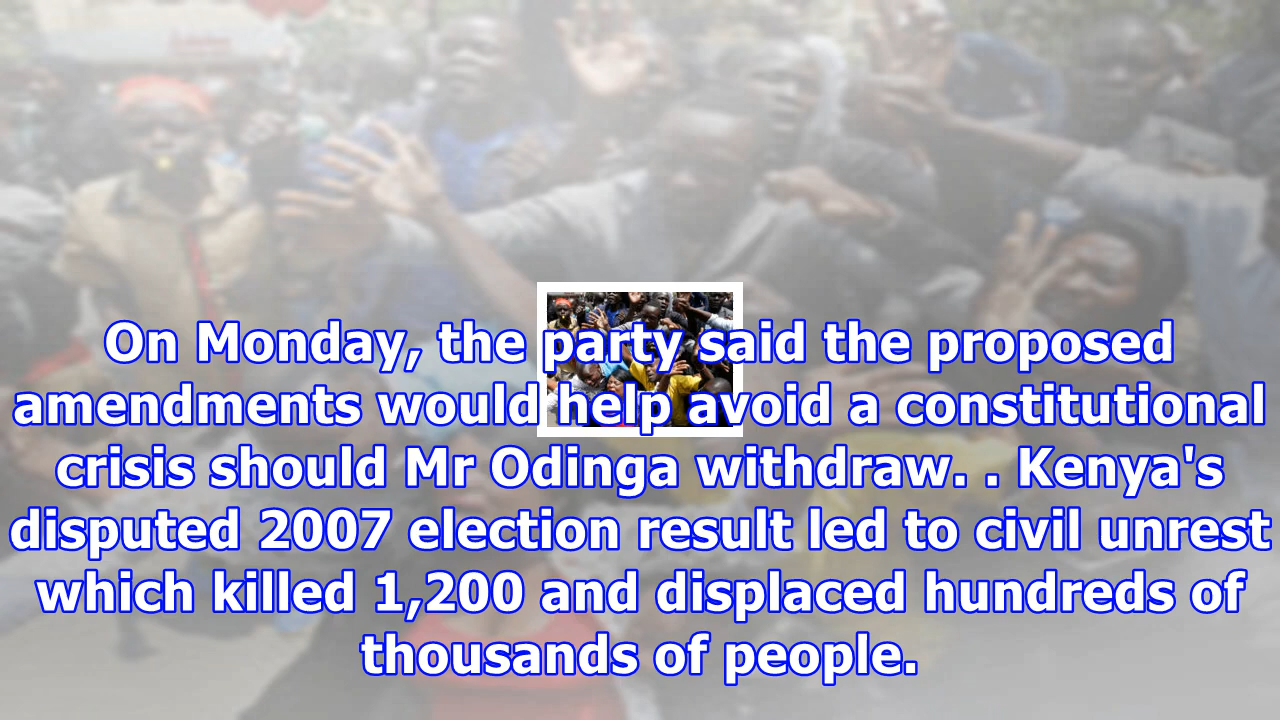 On Monday, the party said the proposed
amendments would help avoid a constitutional
crisis should Mr Odinga withdraw. . Kenya's
disputed 2007 election result led to civil unrest
which killed 1,200 and displaced hundreds of
thousands of people.